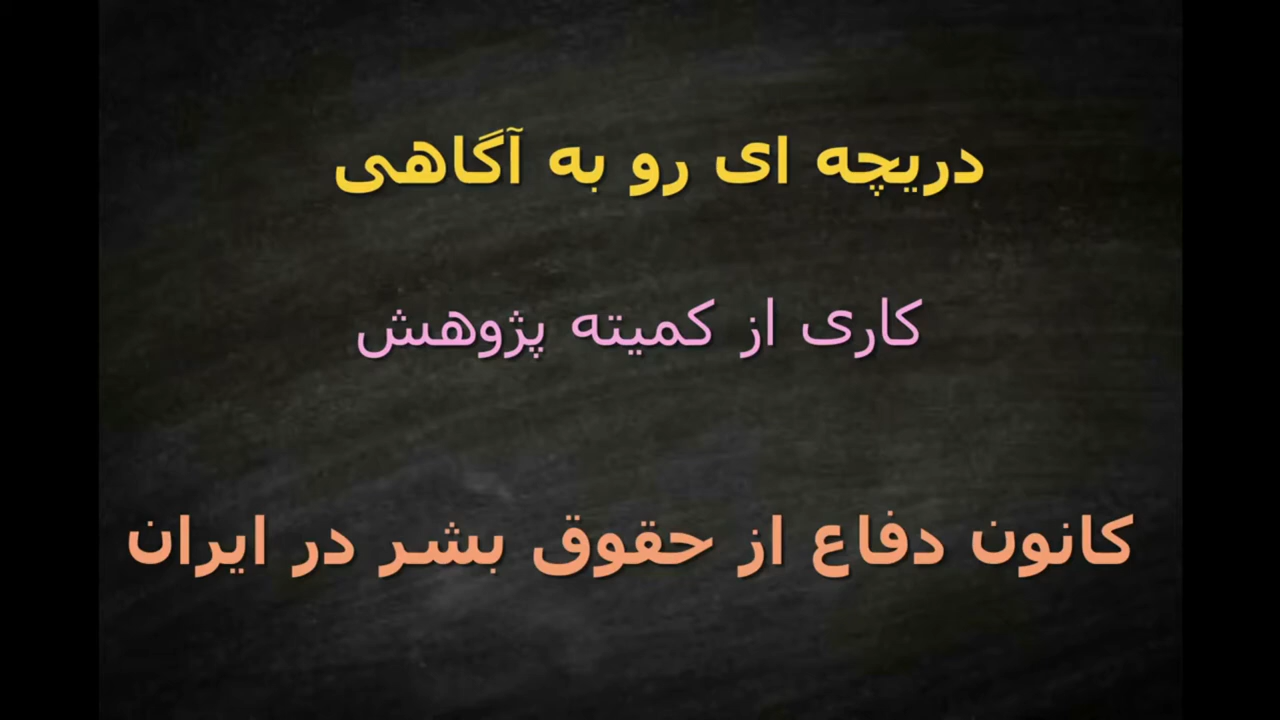 دریچه ای رو به آگاهی
کاری از کمیته پژوهش
کانون دفاع از حقوق بشر در ایران